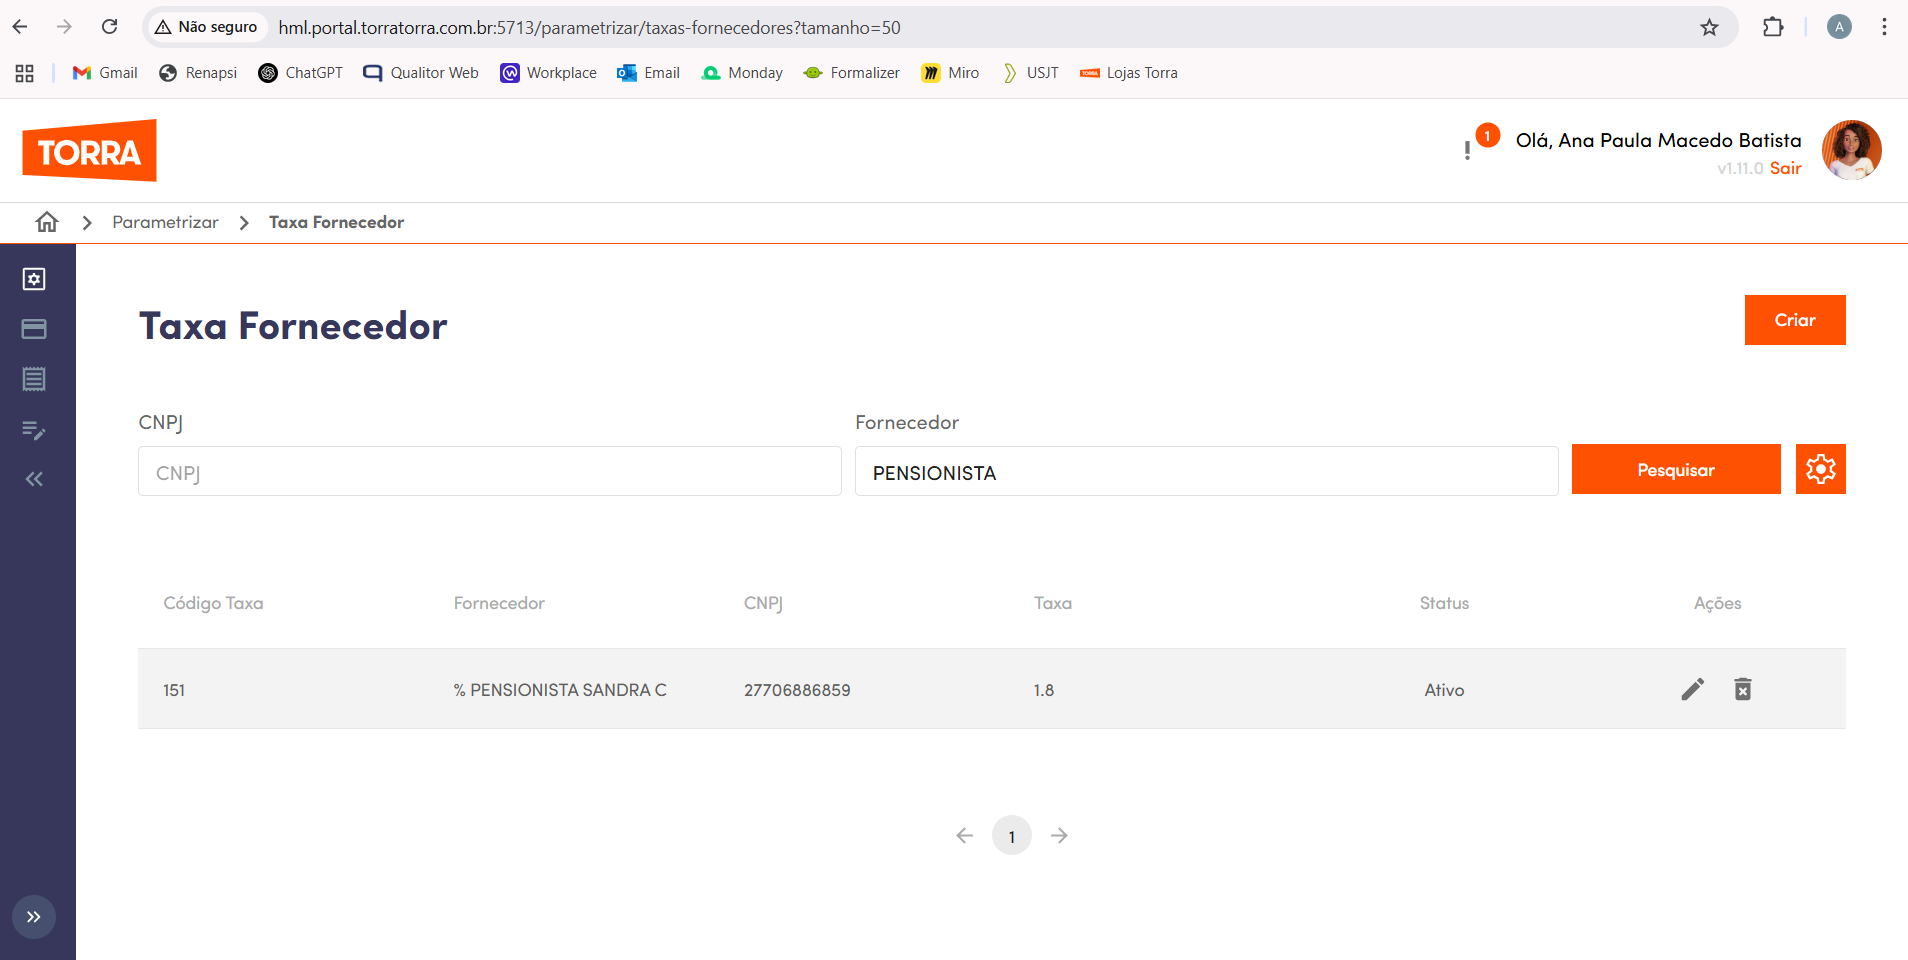 Não seguro
hml.portal.torratorra.com.br:5713/parametrizar/taxas-fornecedores?tamanho=50
A
Gmail
Renapsi
ChatGPT
Qualitor Web
Workplace
Email
Monday
Formalizer
Miro
USJT
TORRA Lojas Torra
TORRA
1
Olá, Ana Paula Macedo Batista
v1.11.0 Sair
Parametrizar
Taxa Fornecedor
Taxa Fornecedor
Criar
CNPJ
Fornecedor
CNPJ
PENSIONISTA
Pesquisar
Código Taxa
Fornecedor
CNPJ
Taxa
Status
Ações
151
% PENSIONISTA SANDRA C
27706886859
1.8
Ativo
1